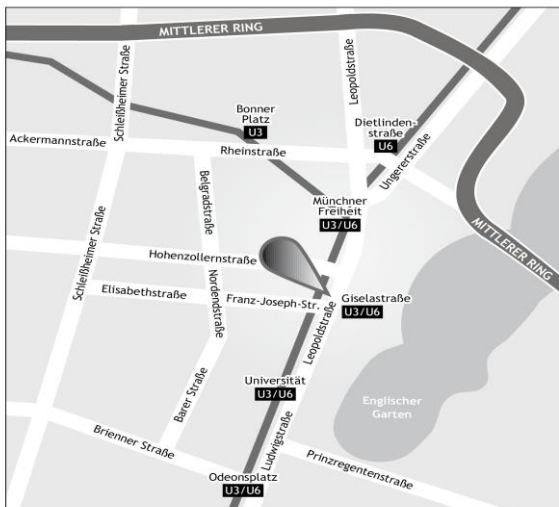 MITTLERER RING
Schleißheimer Straße
Leopoldstraße
Bonner
Platz
U3
Dietlinden-
straße
U6
Ackermannstraße
Rheinstraße
Ungererstraße
Belgradstraße
Münchner
Freiheit
U3/U6
MITTLERER RING
Schleißheimer Straße
Hohenzollernstraße
Nordendstraße
Elisabethstraße
Franz-Joseph-Str.
Giselastraße
U3/U6
Leopoldstraße
Barer Straße
Universität
U3/U6
Englischer
Garten
Brienner Straße
Ludwigstraße
Prinzregentenstraße
Odeonsplatz
U3/U6